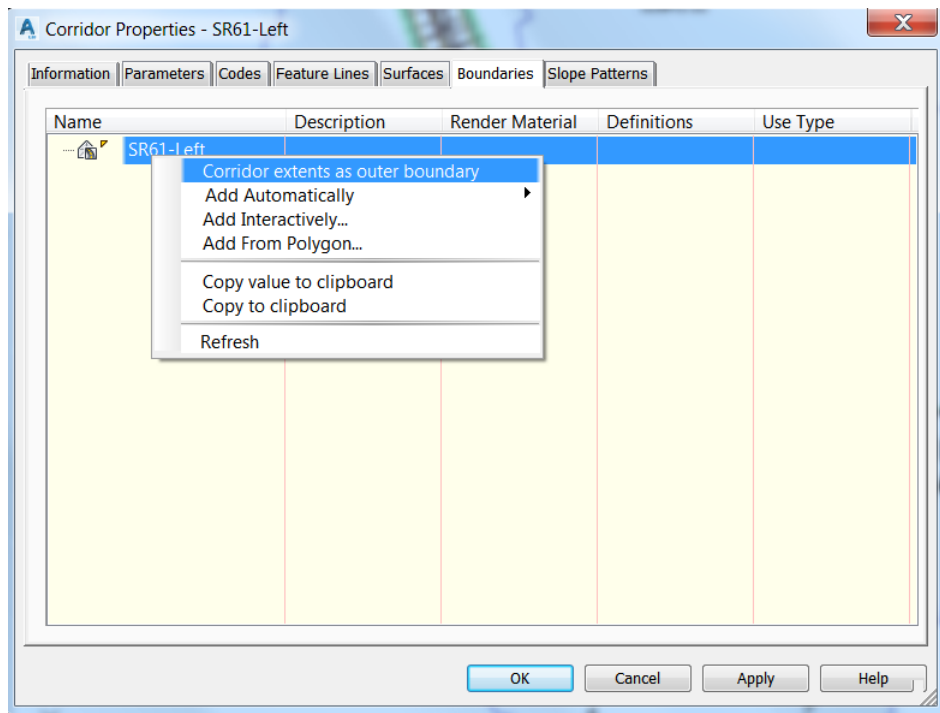 Corridor Properties - SR61-Left
Information Parameters Codes Feature Lines Surfaces Boundaries Slope Patterns
Name Description Render Material Definitions Use Type
SR61-Left
Corridor extents as outer boundary
Add Automatically
Add Interactively...
Add From Polygon...
Copy value to clipboard
Copy to clipboard
Refresh
OK Cancel Apply Help